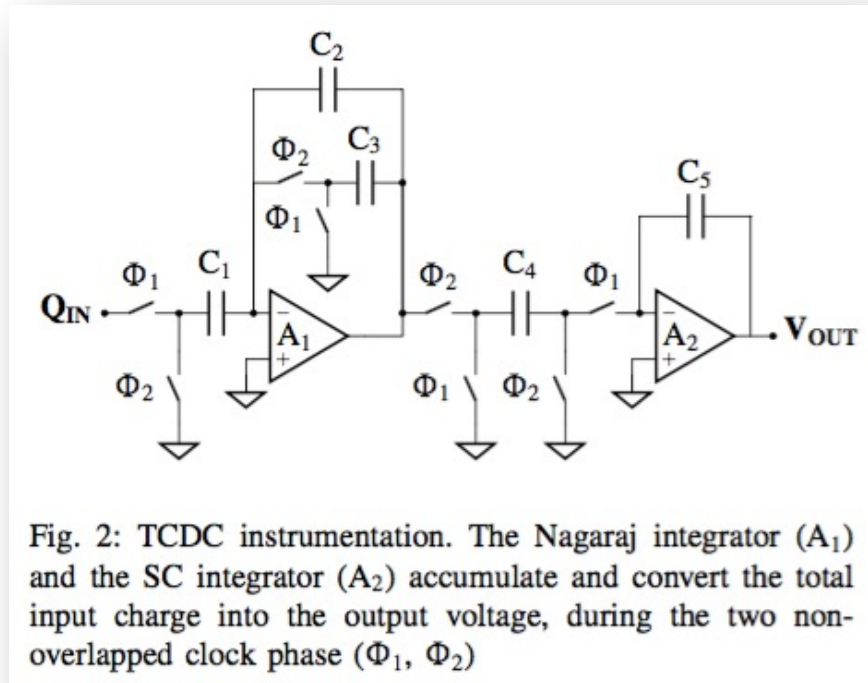 C₂
Φ₂ C₃
Φ₁
C₅
Φ₁ C₁ Φ₂ C₄ Φ₁
Q_IN − A₁ + − A₂ + V_OUT
Φ₂ Φ₁ Φ₂
Fig. 2: TCDC instrumentation. The Nagaraj integrator (A₁)
and the SC integrator (A₂) accumulate and convert the total
input charge into the output voltage, during the two non-
overlapped clock phase (Φ₁, Φ₂)